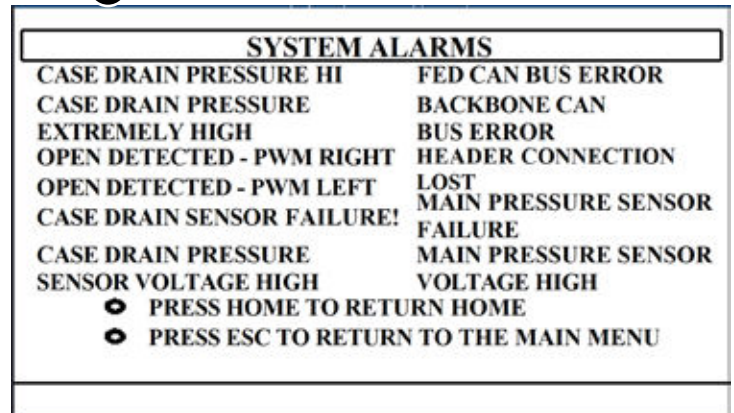 SYSTEM ALARMS
CASE DRAIN PRESSURE HI
CASE DRAIN PRESSURE
EXTREMELY HIGH
OPEN DETECTED - PWM RIGHT
OPEN DETECTED - PWM LEFT
CASE DRAIN SENSOR FAILURE!
CASE DRAIN PRESSURE
SENSOR VOLTAGE HIGH
FED CAN BUS ERROR
BACKBONE CAN
BUS ERROR
HEADER CONNECTION
LOST
MAIN PRESSURE SENSOR
FAILURE
MAIN PRESSURE SENSOR
VOLTAGE HIGH
PRESS HOME TO RETURN HOME
PRESS ESC TO RETURN TO THE MAIN MENU